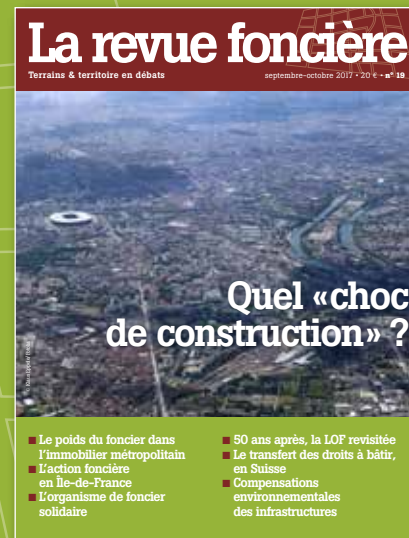 La revue foncière
Terrains & territoire en débats
septembre-octobre 2017 • 20 € • n° 19
Quel «choc
de construction» ?
■ Le poids du foncier dans
l'immobilier métropolitain
■ L'action foncière
en Île-de-France
■ L'organisme de foncier
solidaire
■ 50 ans après, la LOF revisitée
■ Le transfert des droits à bâtir,
en Suisse
■ Compensations
environnementales
des infrastructures